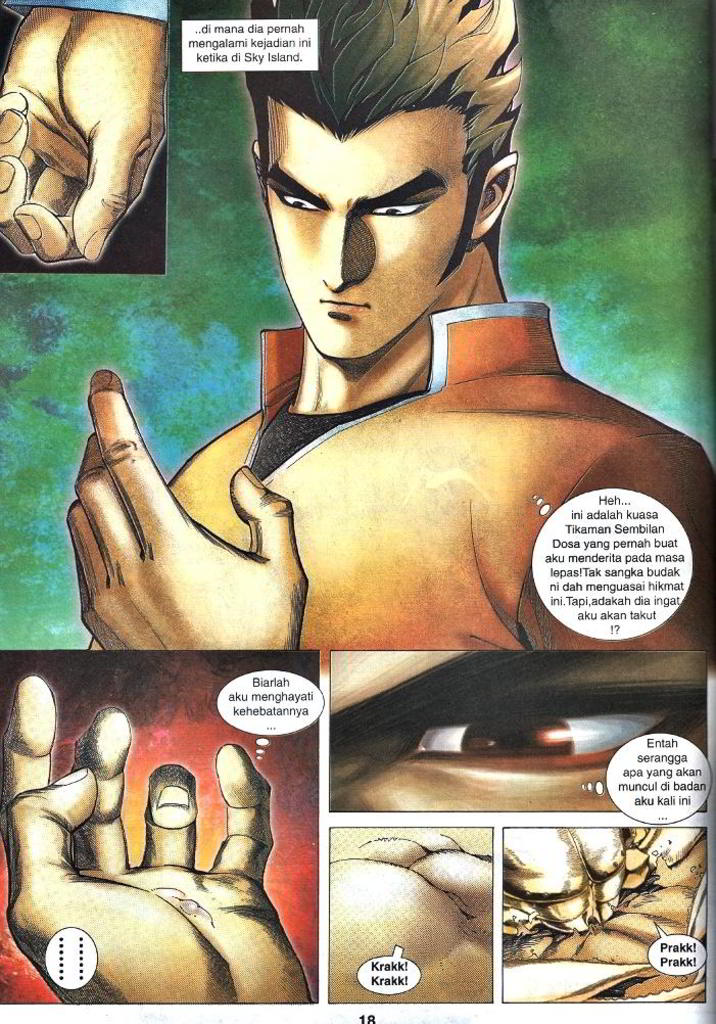 ..di mana dia pernah
mengalami kejadian ini
ketika di Sky Island.
Heh...
ini adalah kuasa
Tikaman Sembilan
Dosa yang pernah buat
aku menderita pada masa
lepas!Tak sangka budak
ni dah menguasai hikmat
ini.Tapi,adakah dia ingat
aku akan takut
!?
Biarlah
aku menghayati
kehebatannya
...
Entah
serangga
apa yang akan
muncul di badan
aku kali ini
...
Krakk!
Krakk!
Prakk!
Prakk!
18